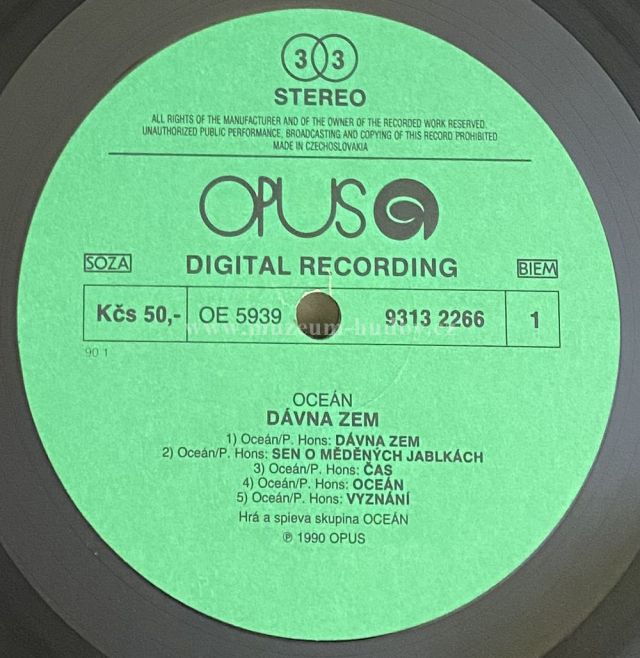 33
STEREO
ALL RIGHTS OF THE MANUFACTURER AND OF THE OWNER OF THE RECORDED WORK RESERVED.
UNAUTHORIZED PUBLIC PERFORMANCE, BROADCASTING AND COPYING OF THIS RECORD PROHIBITED
MADE IN CZECHOSLOVAKIA
OPUS
SOZA DIGITAL RECORDING BIEM
Kčs 50,- OE 5939 9313 2266 1
90 1
OCEÁN
DÁVNA ZEM
1) Oceán/P. Hons: DÁVNA ZEM
2) Oceán/P. Hons: SEN O MĚDĚNÝCH JABLKÁCH
3) Oceán/P. Hons: ČAS
4) Oceán/P. Hons: OCEÁN
5) Oceán/P. Hons: VYZNÁNÍ
Hrá a spieva skupina OCEÁN
℗ 1990 OPUS